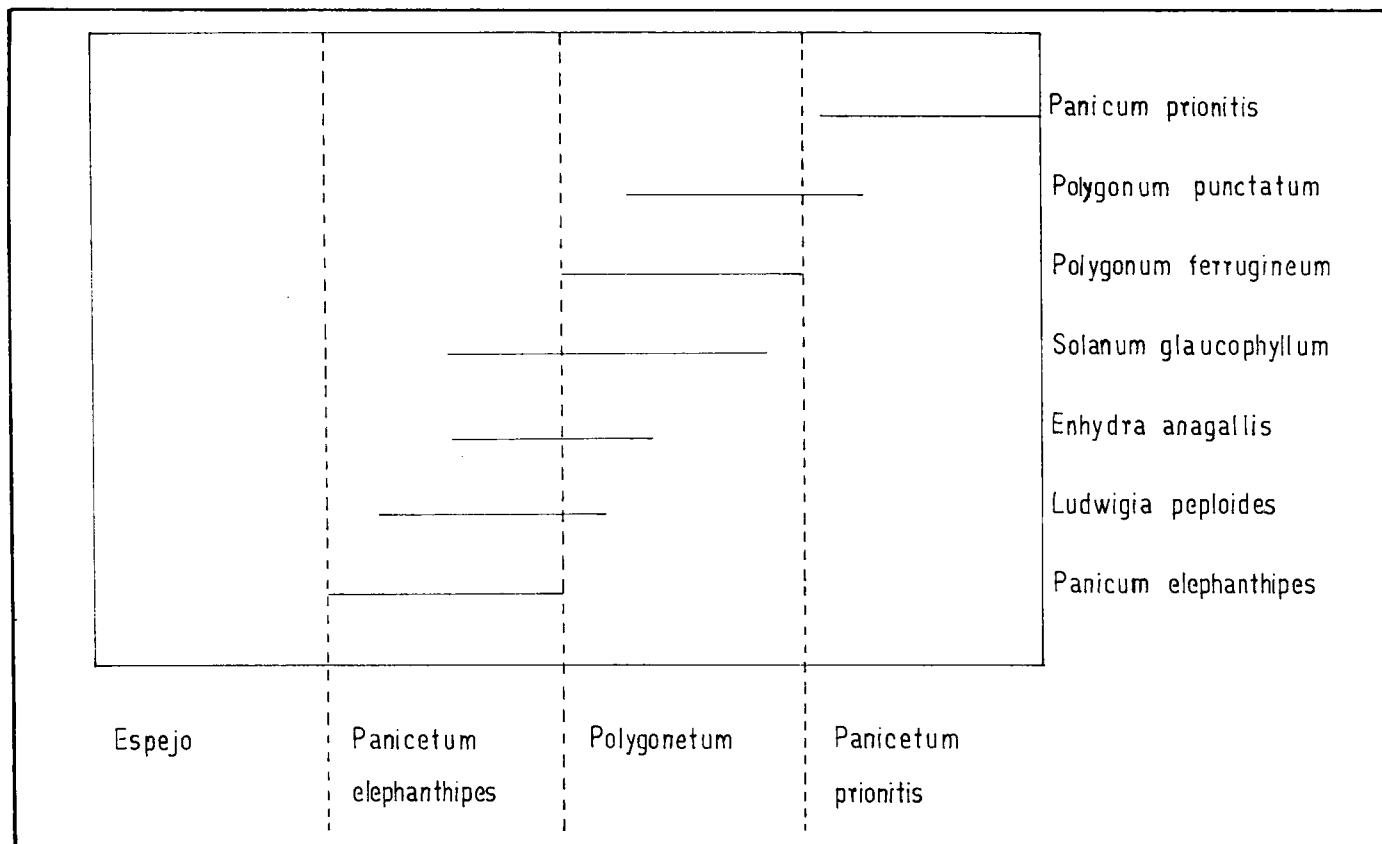 Panicum prionitis
Polygonum punctatum
Polygonum ferrugineum
Solanum glaucophyllum
Enhydra anagallis
Ludwigia peploides
Panicum elephanthipes
Espejo
Panicetum
elephanthipes
Polygonetum
Panicetum
prionitis